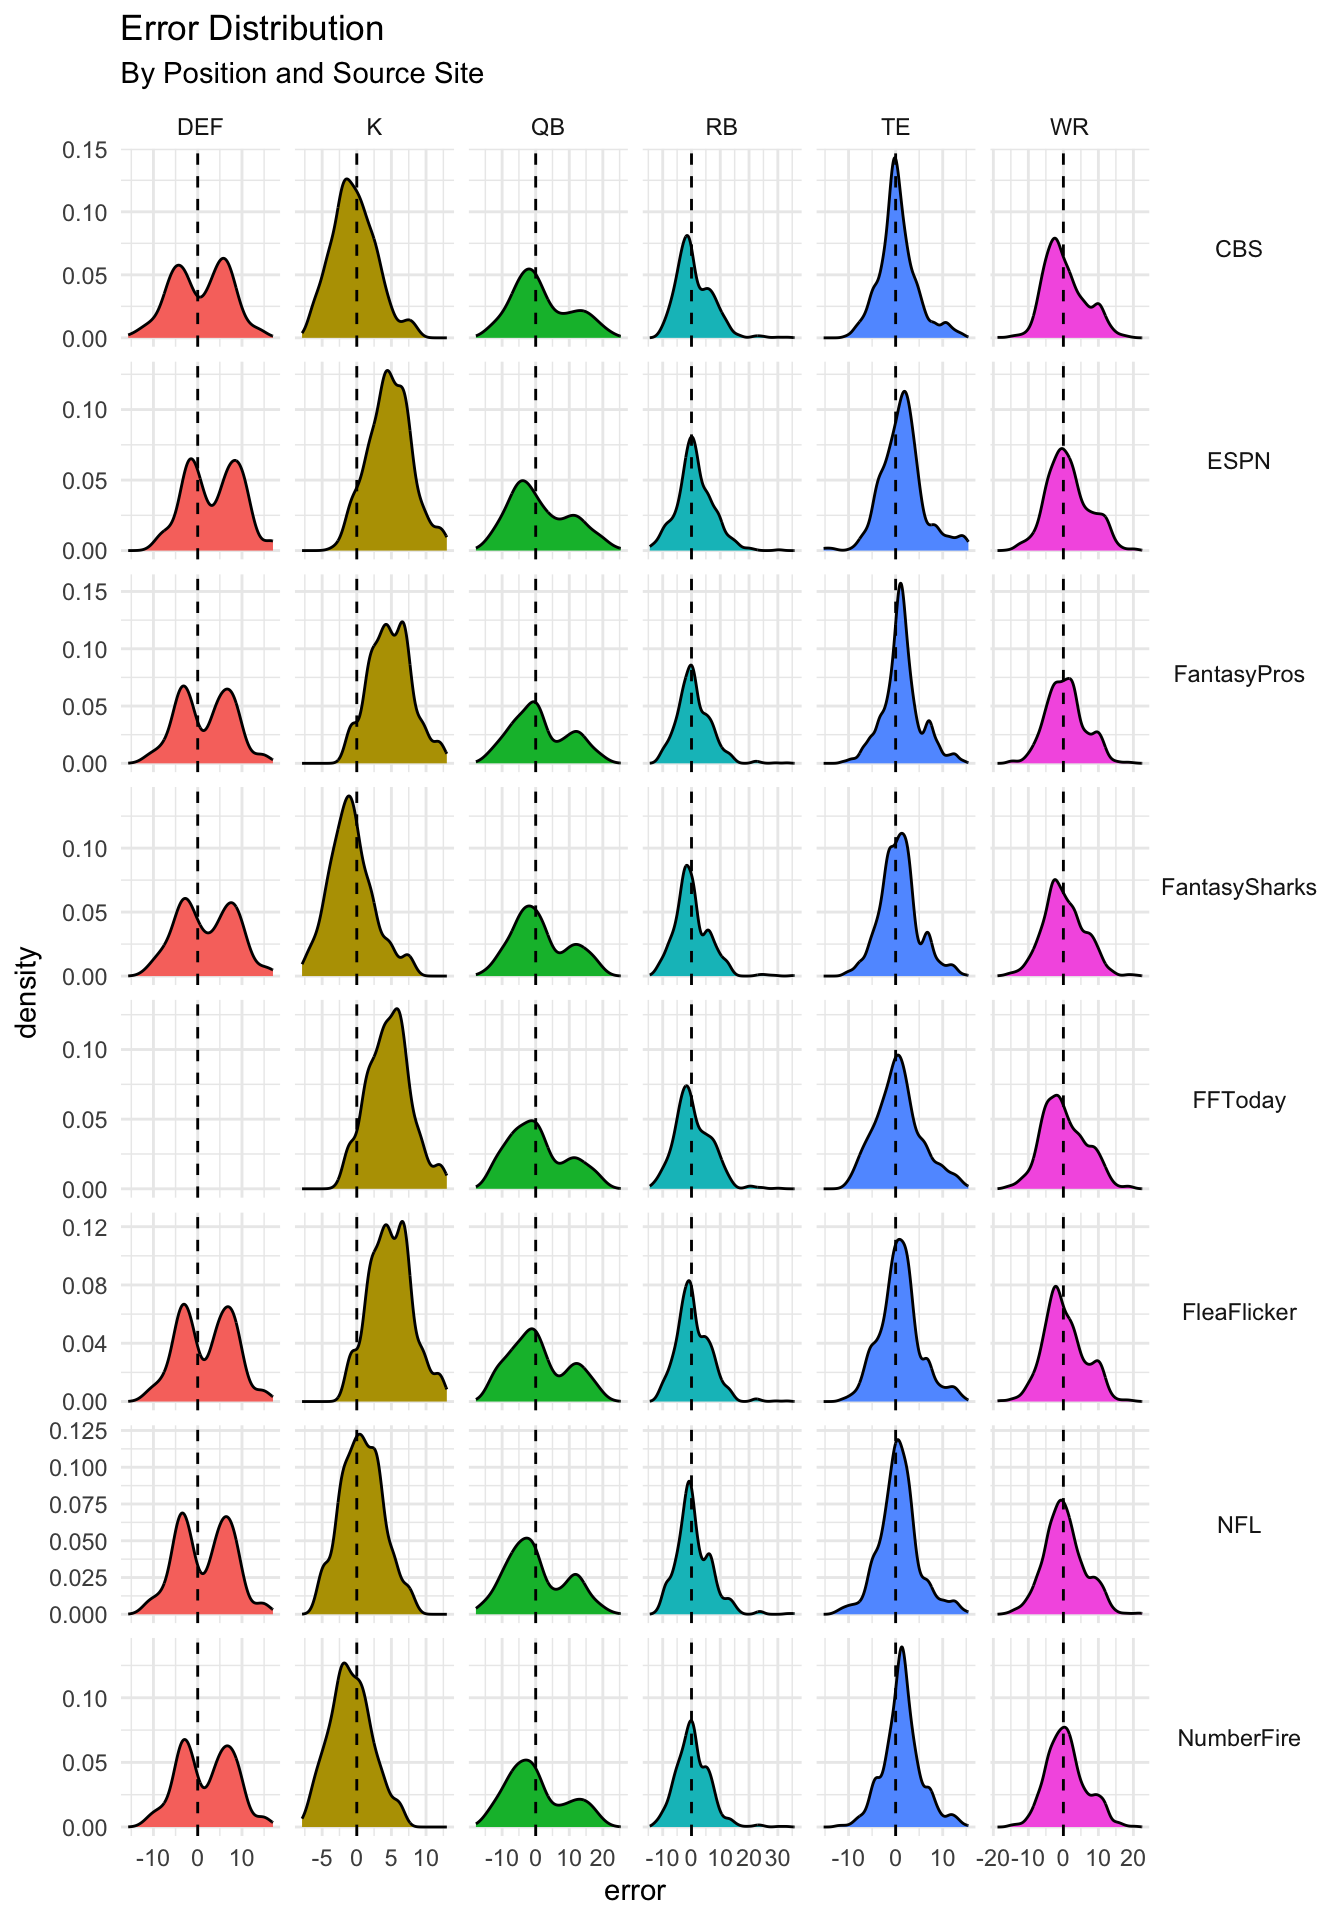 Error Distribution
By Position and Source Site
DEF K QB RB TE WR
0.15
0.10
0.05
0.00
CBS
0.10
0.05
0.00
ESPN
0.15
0.10
0.05
0.00
FantasyPros
0.10
0.05
0.00
FantasySharks
density
0.10
0.05
0.00
FFToday
0.12
0.08
0.04
0.00
FleaFlicker
0.125
0.100
0.075
0.050
0.025
0.000
NFL
0.10
0.05
0.00
NumberFire
-10 0 10 -5 0 5 10 -10 0 10 20 -10 0 10 20 30 -10 0 10 -20 -10 0 10 20
error